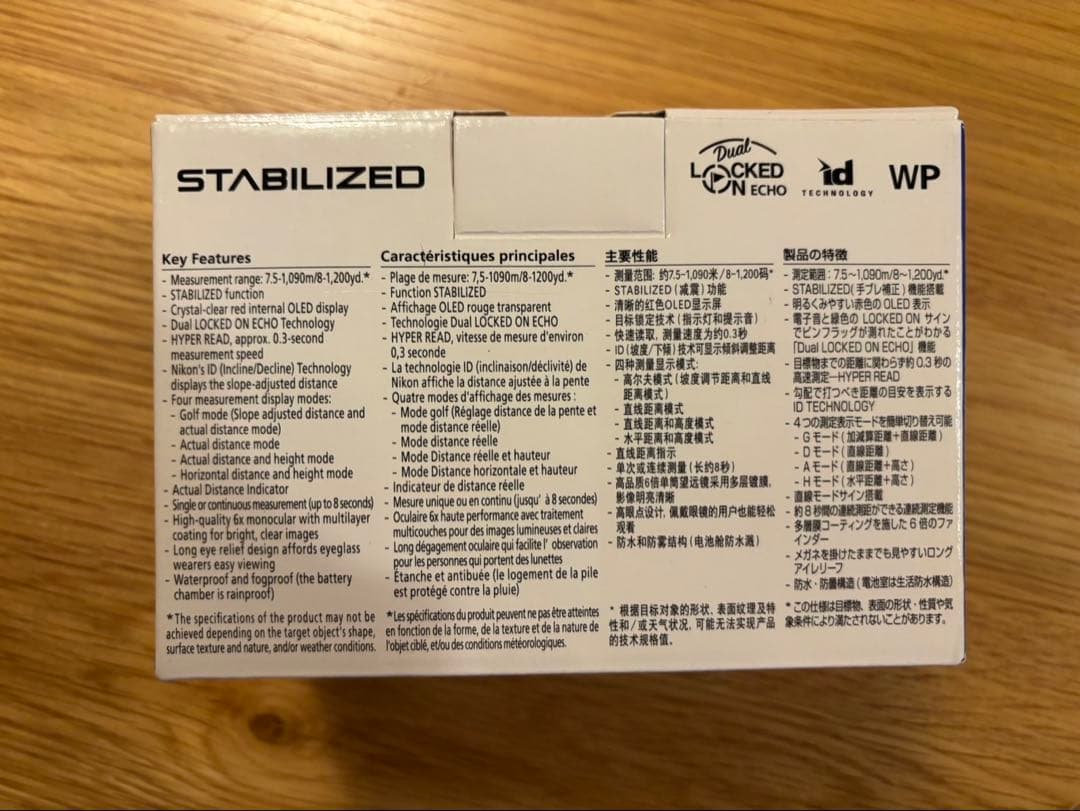 STABILIZED
Dual
LOCKED
ON ECHO
id
TECHNOLOGY
WP
Key Features
- Measurement range: 7.5-1,090m/8-1,200yd.*
- STABILIZED function
- Crystal-clear red internal OLED display
- Dual LOCKED ON ECHO Technology
- HYPER READ, approx. 0.3-second
measurement speed
- Nikon's ID (Incline/Decline) Technology
displays the slope-adjusted distance
- Four measurement display modes:
- Golf mode (Slope adjusted distance and
actual distance mode)
- Actual distance mode
- Actual distance and height mode
- Horizontal distance and height mode
- Actual Distance Indicator
- Single or continuous measurement (up to 8 seconds)
- High-quality 6x monocular with multilayer
coating for bright, clear images
- Long eye relief design affords eyeglass
wearers easy viewing
- Waterproof and fogproof (the battery
chamber is rainproof)
*The specifications of the product may not be
achieved depending on the target object's shape,
surface texture and nature, and/or weather conditions.
Caractéristiques principales
- Plage de mesure: 7,5-1090m/8-1200yd.*
- Function STABILIZED
- Affichage OLED rouge transparent
- Technologie Dual LOCKED ON ECHO
- HYPER READ, vitesse de mesure d'environ
0,3 seconde
- La technologie ID (inclinaison/déclivité) de
Nikon affiche la distance ajustée à la pente
- Quatre modes d'affichage des mesures :
- Mode golf (Réglage distance de la pente et
mode distance réelle)
- Mode distance réelle
- Mode Distance réelle et hauteur
- Mode Distance horizontale et hauteur
- Indicateur de distance réelle
- Mesure unique ou en continu (jusqu' à 8 secondes)
- Oculaire 6x haute performance avec traitement
multicouches pour des images lumineuses et claires
- Long dégagement oculaire qui facilite l' observation
pour les personnes qui portent des lunettes
- Étanche et antibuée (le logement de la pile
est protégé contre la pluie)
*Les spécifications du produit peuvent ne pas être atteintes
en fonction de la forme, de la texture et de la nature de
l'objet ciblé, et/ou des conditions météorologiques.
主要性能
- 测量范围: 约7.5-1,090米/8-1,200码*
- STABILIZED(减震)功能
- 清晰的红色OLED显示屏
- 目标锁定技术(指示灯和提示音)
- 快速读取, 测量速度为约0.3秒
- ID(坡度/下倾)技术可显示倾斜调整距离
- 四种测量显示模式:
- 高尔夫模式(坡度调节距离和直线
距离模式)
- 直线距离模式
- 直线距离和高度模式
- 水平距离和高度模式
- 直线距离指示
- 单次或连续测量(长约8秒)
- 高品质6倍单筒望远镜采用多层镀膜,
影像明亮清晰
- 高眼点设计, 佩戴眼镜的用户也能轻松
观看
- 防水和防雾结构(电池舱防水溅)
* 根据目标对象的形状、表面纹理及特
性和/或天气状况, 可能无法实现产品
的技术规格值。
製品の特徴
- 測定範囲：7.5～1,090m/8～1,200yd.*
- STABILIZED(手ブレ補正)機能搭載
- 明るくみやすい赤色の OLED 表示
- 電子音と緑色の LOCKED ON サイン
でピンフラッグが測れたことがわかる
「Dual LOCKED ON ECHO」機能
- 目標物までの距離に関わらず約 0.3 秒の
高速測定―HYPER READ
- 勾配で打つべき距離の目安を表示する
ID TECHNOLOGY
- 4つの測定表示モードを簡単切り替え可能
- G モード(加減算距離＋直線距離)
- D モード(直線距離)
- A モード(直線距離＋高さ)
- H モード(水平距離＋高さ)
- 直線モードサイン搭載
- 約 8 秒間の連続測距ができる連続測定機能
- 多層膜コーティングを施した 6 倍のファ
インダー
- メガネを掛けたままでも見やすいロング
アイレリーフ
- 防水・防曇構造(電池室は生活防水構造)
* この仕様は目標物、表面の形状・性質や気
象条件により満たされないことがあります。